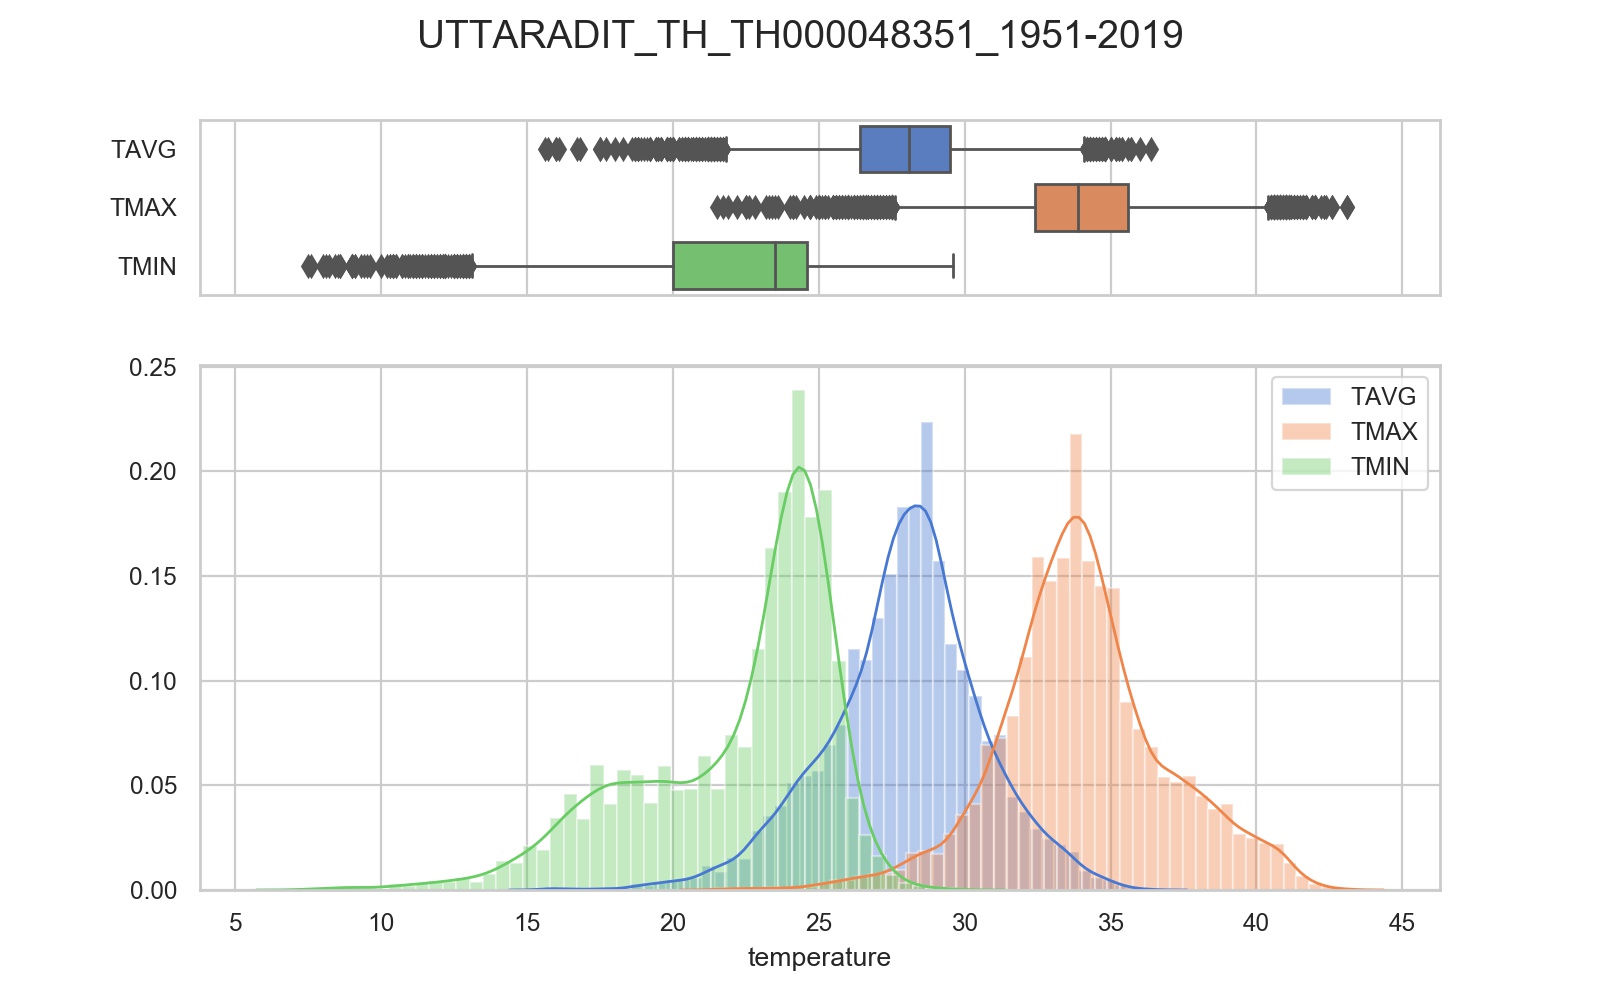 UTTARADIT_TH_TH000048351_1951-2019
TAVG
TMAX
TMIN
0.25
0.20
0.15
0.10
0.05
0.00
TAVG
TMAX
TMIN
5 10 15 20 25 30 35 40 45
temperature